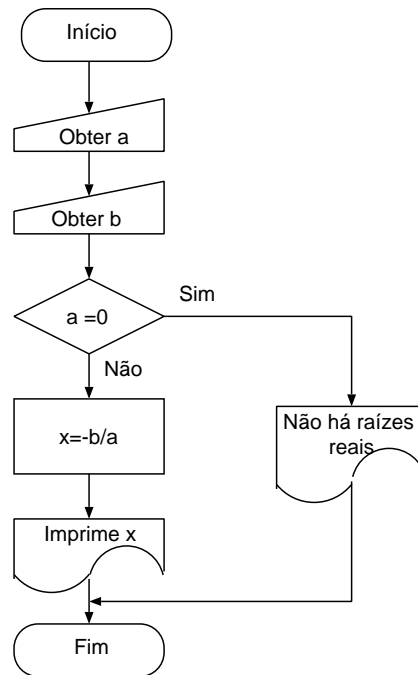 Início
Obter a
Obter b
a =0
Sim
Não
x=-b/a
Não há raízes
reais
Imprime x
Fim